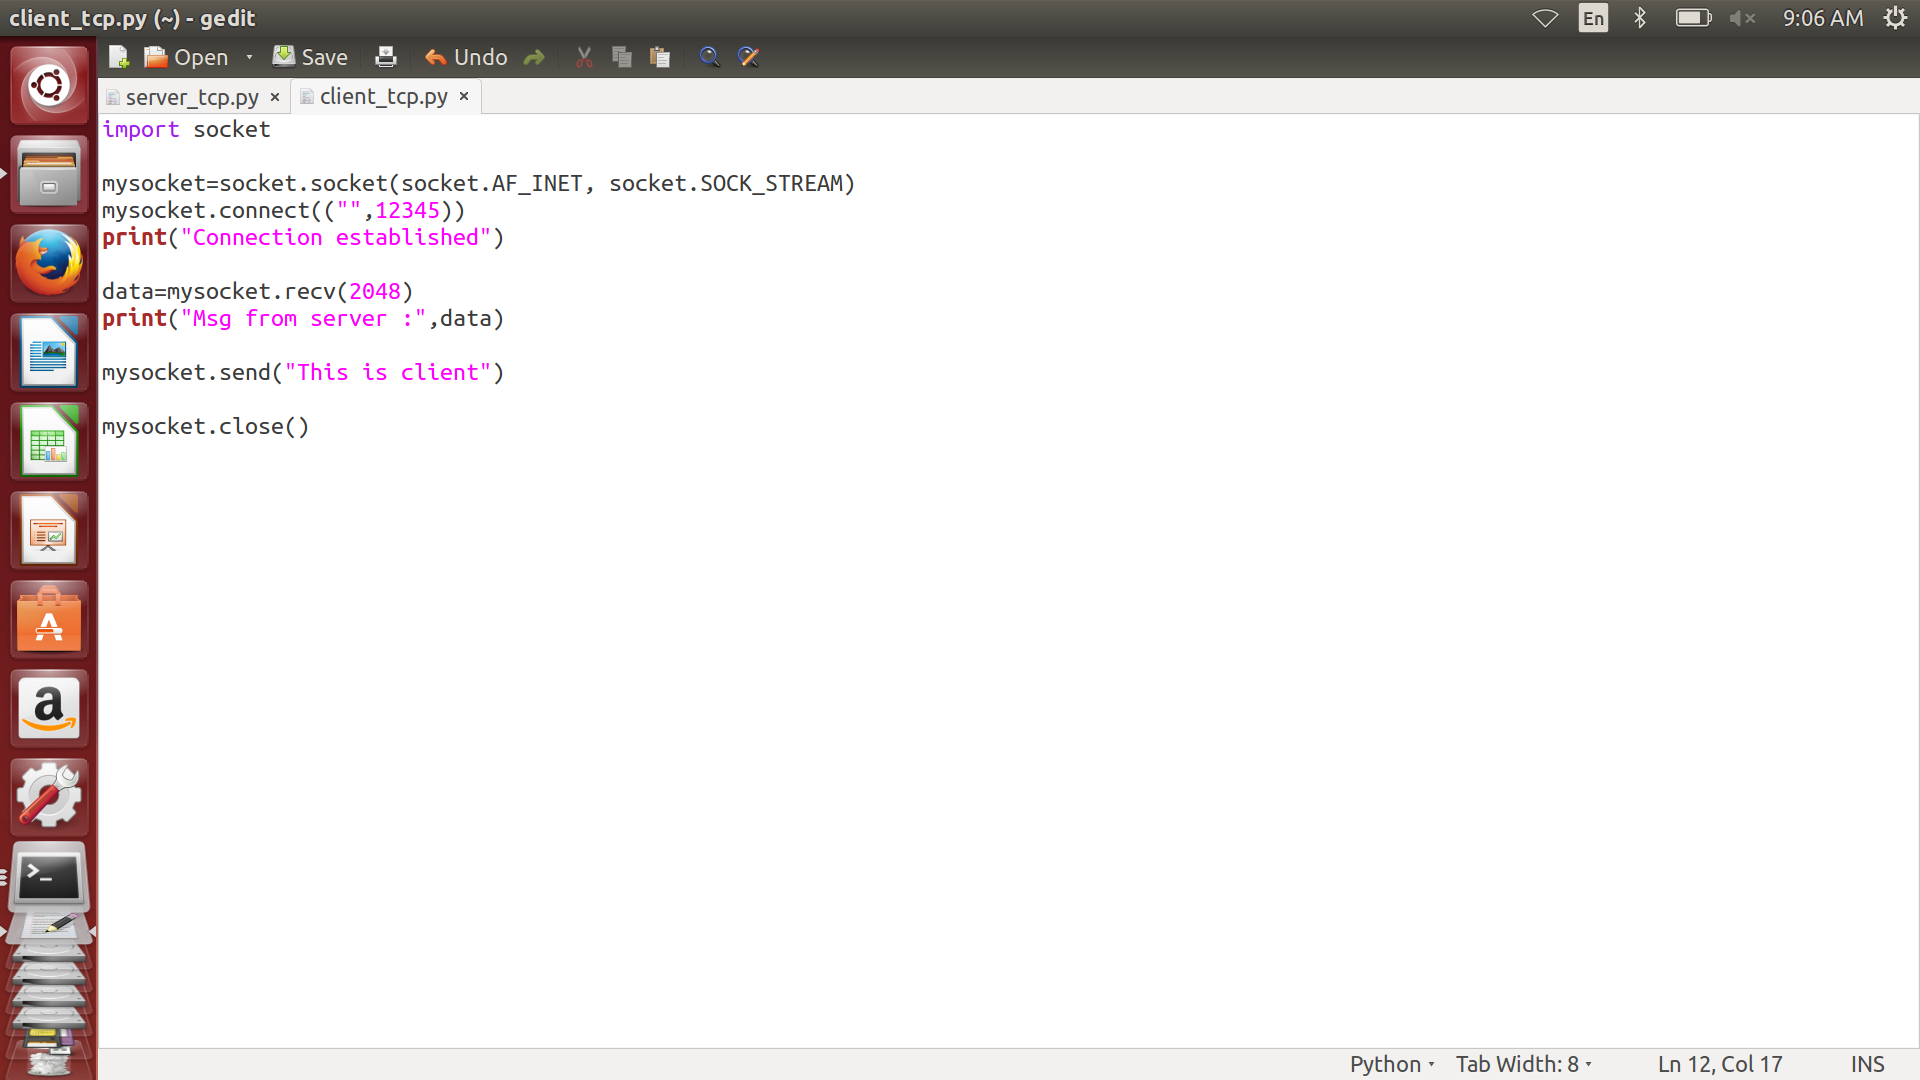 client_tcp.py (~) - gedit
En
9:06 AM
Open
Save
Undo
server_tcp.py ×
client_tcp.py ×
import socket
mysocket=socket.socket(socket.AF_INET, socket.SOCK_STREAM)
mysocket.connect(("",12345))
print("Connection established")
data=mysocket.recv(2048)
print("Msg from server :",data)
mysocket.send("This is client")
mysocket.close()
Python
Tab Width: 8
Ln 12, Col 17
INS